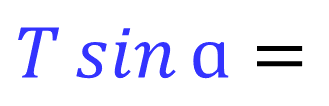 T sin ɑ =